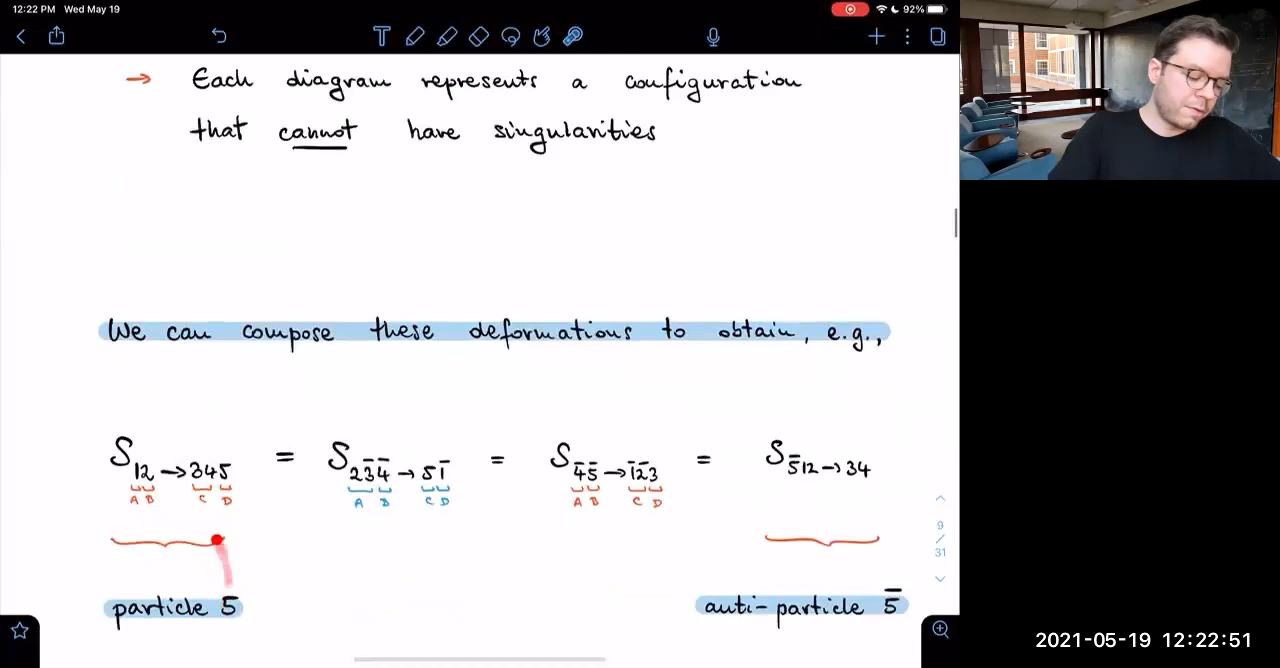 12:22 PM Wed May 19
92%
→ Each diagram represents a configuration
that cannot have singularities
We can compose these deformations to obtain, e.g.,
S₁₂→₃₄₅ = S₂3̄4̄→51̄ = S4̄5̄→1̄2̄3 = S5̄12→34
A B C D A B C D A B C D
particle 5 anti-particle 5̄
9
/
31
2021-05-19 12:22:51